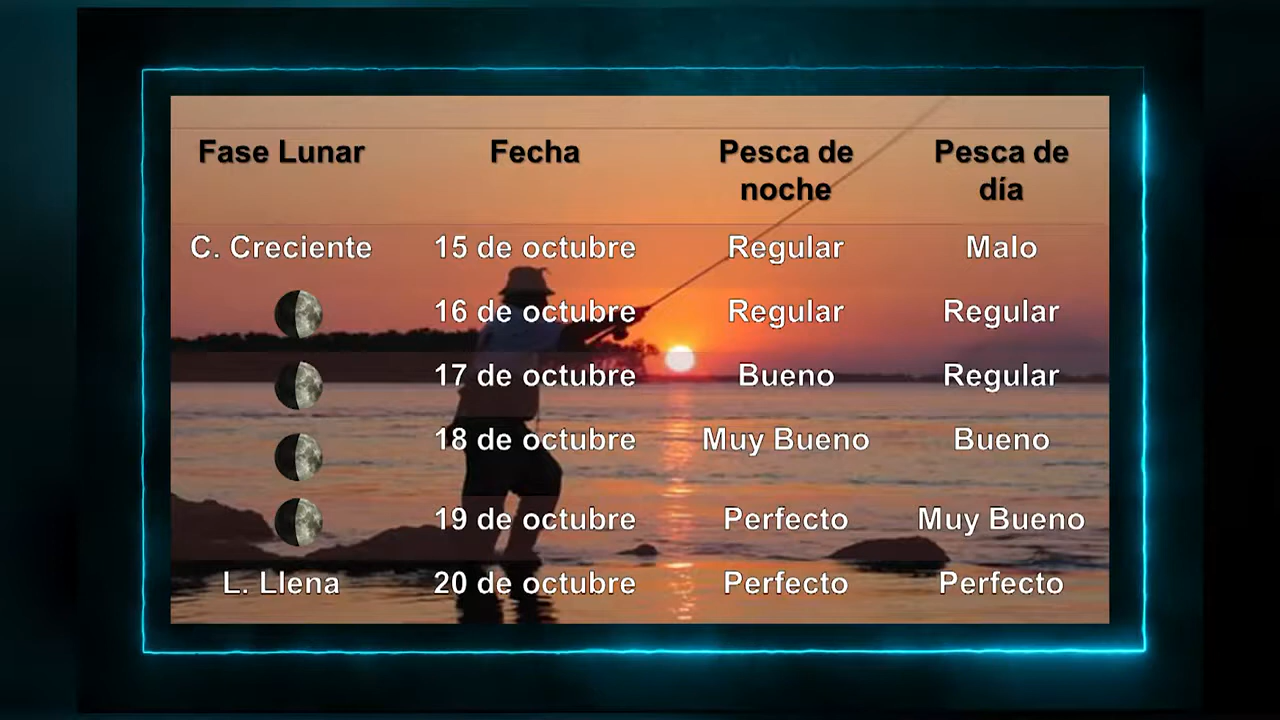 Fase Lunar Fecha Pesca de noche Pesca de día
C. Creciente 15 de octubre Regular Malo
16 de octubre Regular Regular
17 de octubre Bueno Regular
18 de octubre Muy Bueno Bueno
19 de octubre Perfecto Muy Bueno
L. Llena 20 de octubre Perfecto Perfecto